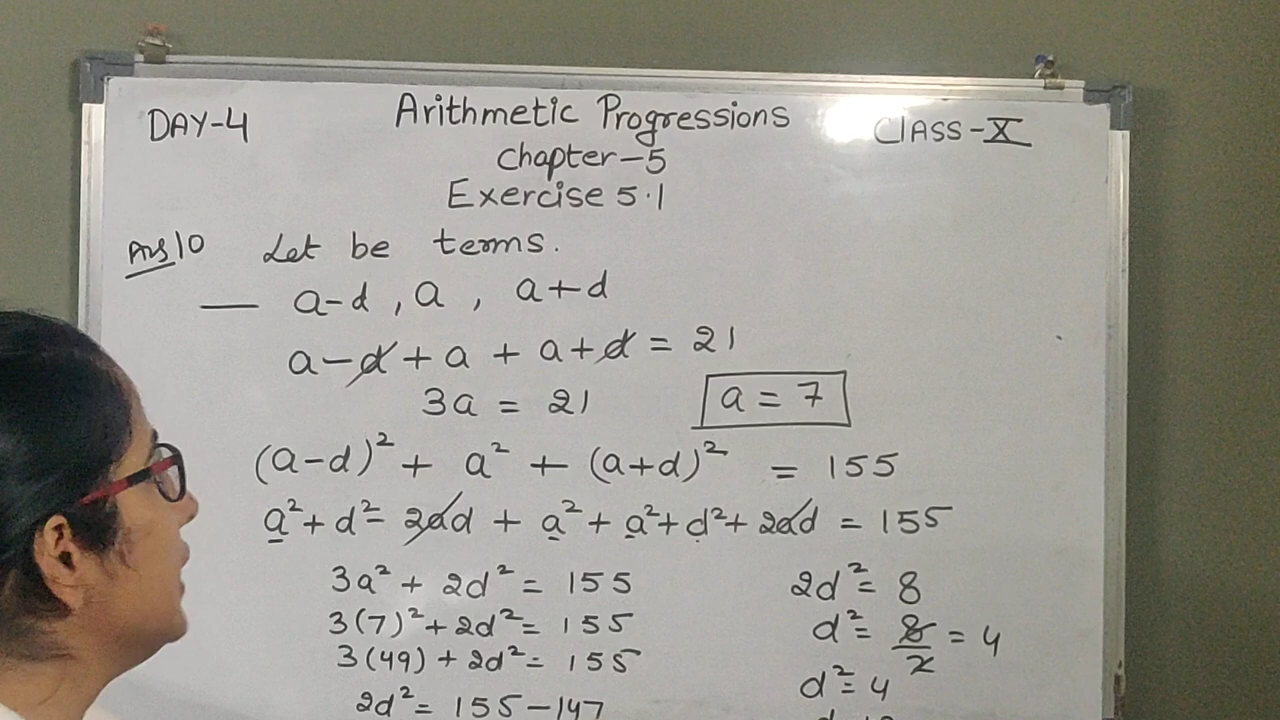 DAY-4
Arithmetic Progressions
CLASS-X
Chapter-5
Exercise 5.1
Ans10 Let be terms.
— a-d , a , a+d
a-d + a + a+d = 21
3a = 21
a = 7
(a-d)² + a² + (a+d)² = 155
a²+d²- 2ad + a² + a²+d²+ 2ad = 155
3a² + 2d² = 155
3(7)²+2d²= 155
3(49) + 2d²= 155
2d²= 155-147
2d²= 8
d²= 8/2 = 4
d²= 4